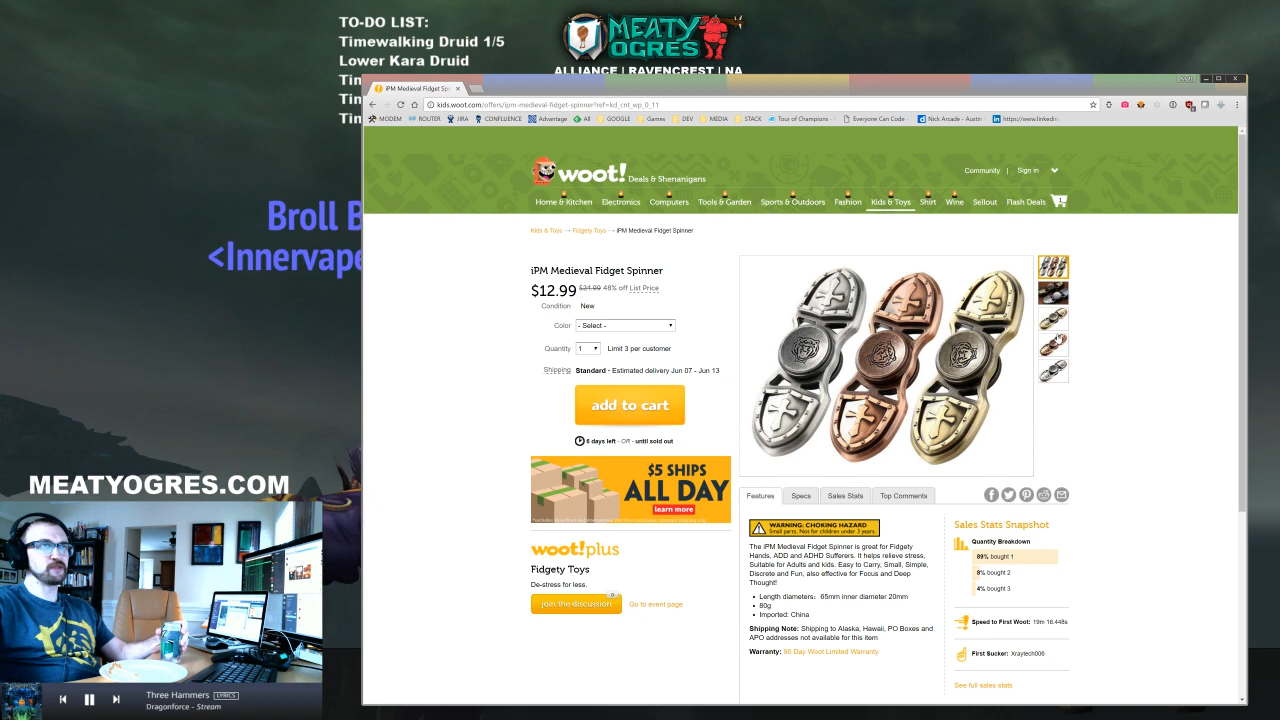 TO-DO LIST:
Timewalking Druid 1/5
Lower Kara Druid
Tim
Tim
Tim
MEATY
OGRES
ALLIANCE | RAVENCREST | NA
Broll B
<Innervape
MEATYOGRES.COM
Three Hammers LYRICS
Dragonforce - Stream
iPM Medieval Fidget Spi
kids.woot.com/offers/ipm-medieval-fidget-spinner?ref=kd_cnt_wp_0_11
MODEM ROUTER JIRA CONFLUENCE Advantage All GOOGLE Games DEV MEDIA STACK Tour of Champions - Everyone Can Code - Nick Arcade - Austin https://www.linkedin
woot! Deals & Shenanigans
Community | Sign in
Home & Kitchen Electronics Computers Tools & Garden Sports & Outdoors Fashion Kids & Toys Shirt Wine Sellout Flash Deals 1
Kids & Toys → Fidgety Toys → iPM Medieval Fidget Spinner
iPM Medieval Fidget Spinner
$12.99 $24.99 48% off List Price
Condition New
Color - Select -
Quantity 1 Limit 3 per customer
Shipping Standard - Estimated delivery Jun 07 - Jun 13
add to cart
6 days left - OR - until sold out
$5 SHIPS
ALL DAY
learn more
woot!plus
Fidgety Toys
De-stress for less.
0
join the discussion Go to event page
Features Specs Sales Stats Top Comments
WARNING: CHOKING HAZARD
Small parts. Not for children under 3 years.
The iPM Medieval Fidget Spinner is great for Fidgety
Hands, ADD and ADHD Sufferers. It helps relieve stress,
Suitable for Adults and kids. Easy to Carry, Small, Simple,
Discrete and Fun, also effective for Focus and Deep
Thought!
• Length diameters: 65mm inner diameter 20mm
• 80g
• Imported: China
Shipping Note: Shipping to Alaska, Hawaii, PO Boxes and
APO addresses not available for this item
Warranty: 90 Day Woot Limited Warranty
Sales Stats Snapshot
Quantity Breakdown
89% bought 1
8% bought 2
4% bought 3
Speed to First Woot: 19m 16.448s
First Sucker: Xraytech006
See full sales stats